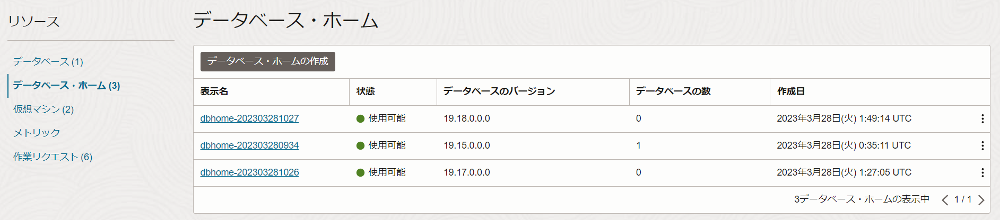 リソース
データベース (1)
データベース・ホーム (3)
仮想マシン (2)
メトリック
作業リクエスト (6)
データベース・ホーム
データベース・ホームの作成
表示名 状態 データベースのバージョン データベースの数 作成日
dbhome-202303281027 使用可能 19.18.0.0.0 0 2023年3月28日(火) 1:49:14 UTC
dbhome-202303280934 使用可能 19.15.0.0.0 1 2023年3月28日(火) 0:35:11 UTC
dbhome-202303281026 使用可能 19.17.0.0.0 0 2023年3月28日(火) 1:27:05 UTC
3データベース・ホームの表示中 1 / 1